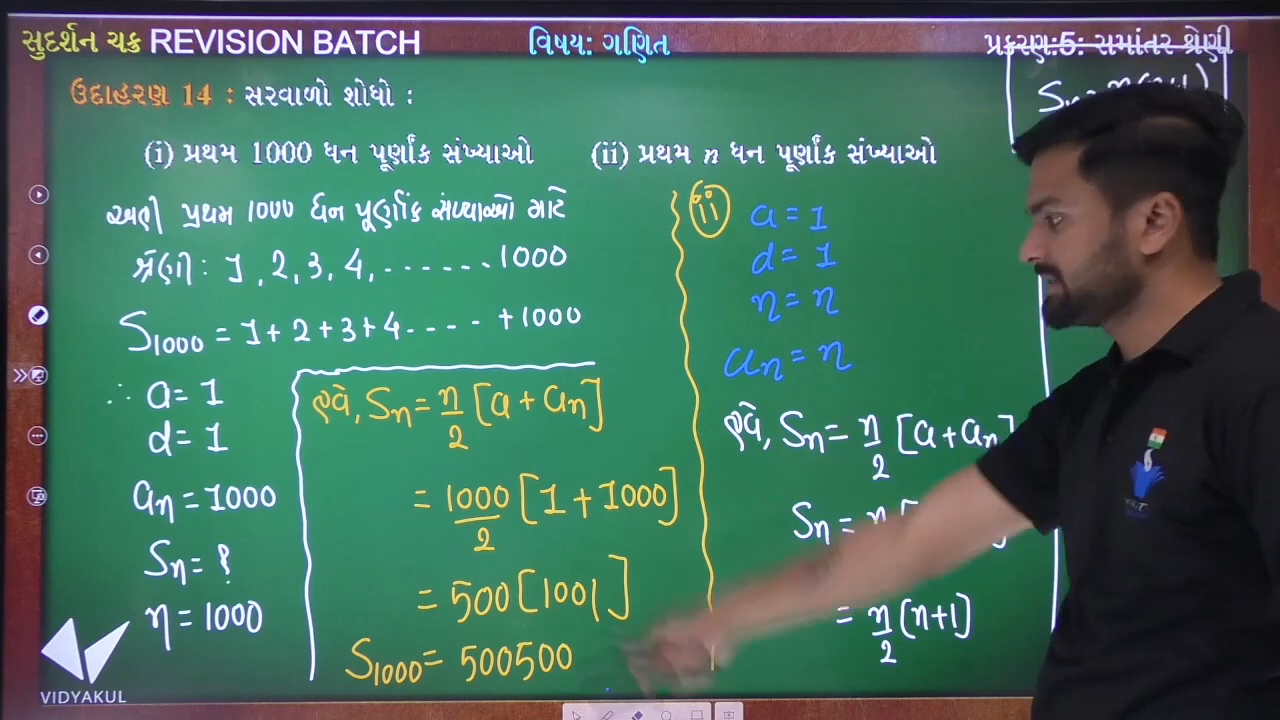 સુદર્શન ચક્ર REVISION BATCH
વિષય: ગણિત
પ્રકરણ:5: સમાંતર શ્રેણી
ઉદાહરણ 14 : સરવાળો શોધો :
(i) પ્રથમ 1000 ધન પૂર્ણાંક સંખ્યાઓ
(ii) પ્રથમ n ધન પૂર્ણાંક સંખ્યાઓ
અહી પ્રથમ 1000 ધન પૂર્ણાંક સંખ્યાઓ માટે
શ્રેણી : 1, 2, 3, 4, ....... 1000
S1000 = 1 + 2 + 3 + 4 .... + 1000
∴ a = 1
d = 1
an = 1000
Sn = ?
n = 1000
હવે, Sn = n/2 [a + an]
= 1000/2 [1 + 1000]
= 500 [1001]
S1000 = 500500
ii
a = 1
d = 1
n = n
an = n
હવે, Sn = n/2 [a + an]
Sn = n [
= n/2 (n+1)
VIDYAKUL